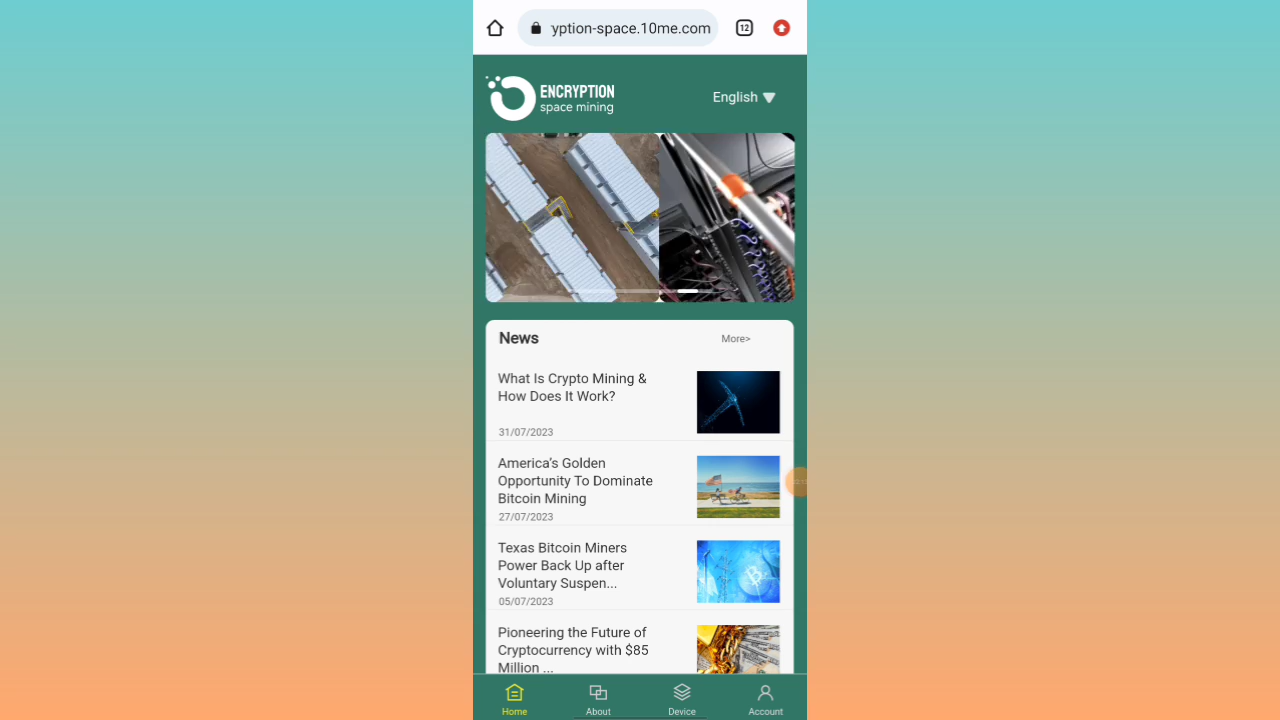 yption-space.10me.com
12
ENCRYPTION
space mining
English
News
More>
What Is Crypto Mining &
How Does It Work?
31/07/2023
America's Golden
Opportunity To Dominate
Bitcoin Mining
27/07/2023
Texas Bitcoin Miners
Power Back Up after
Voluntary Suspen...
05/07/2023
Pioneering the Future of
Cryptocurrency with $85
Million ...
Home
About
Device
Account